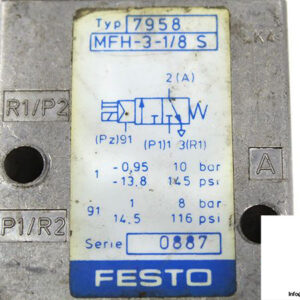 Typ 7958
MFH-3-1/8 S
R1/P2
2(A)
(Pz)91 (P1)1 3(R1)
A
P1/R2
1 -0,95 10 bar
-13.8 145 psi
91 1 8 bar
14.5 116 psi
Serie 0887
FESTO